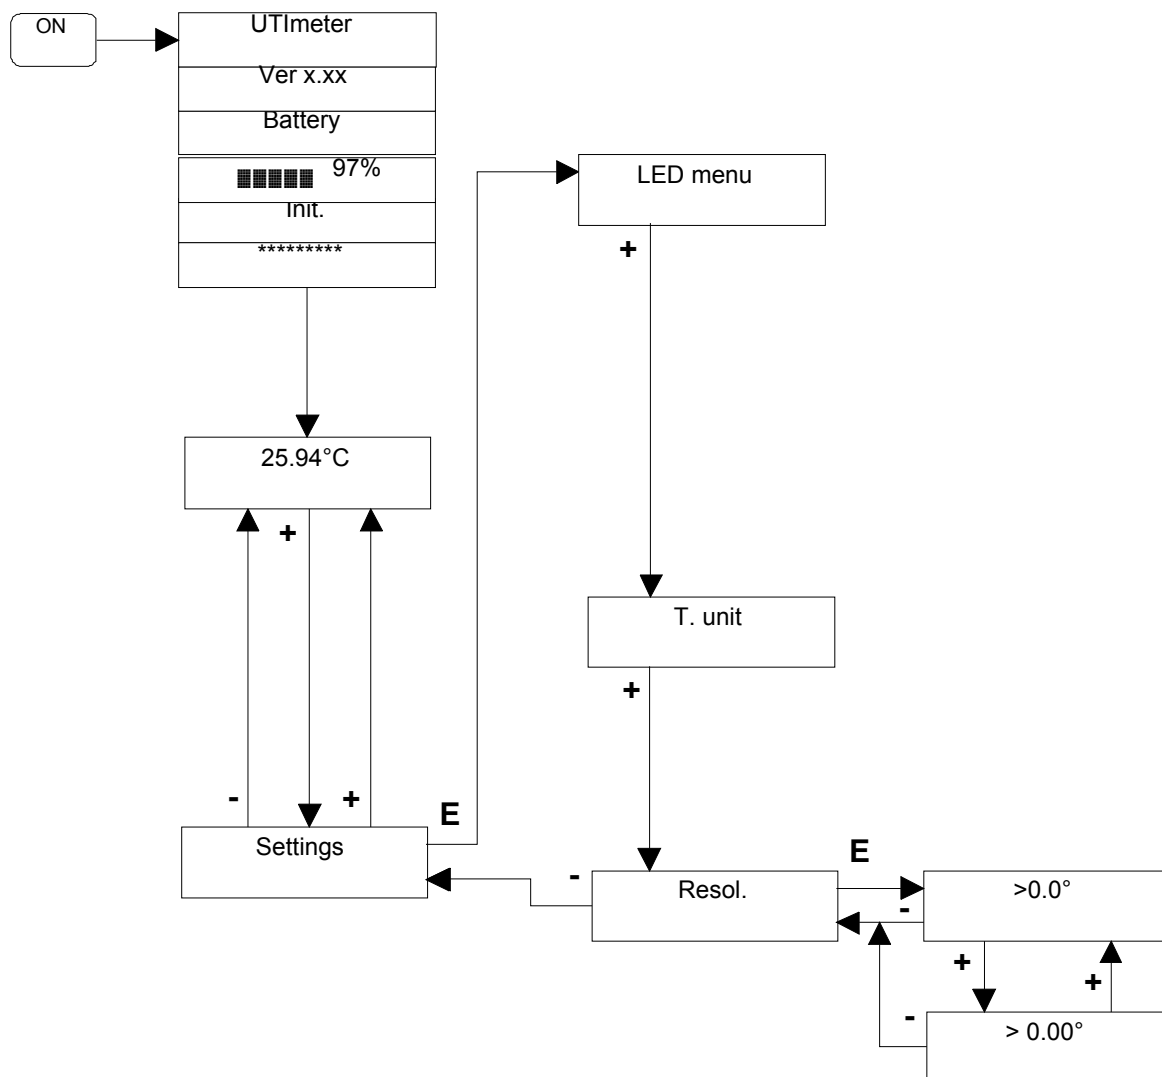 ON
UTImeter
Ver x.xx
Battery
97%
Init.
*********
LED menu
+
25.94°C
+
T. unit
+
-
+
E
Settings
-
Resol.
E
-
>0.0°
+
+
-
> 0.00°